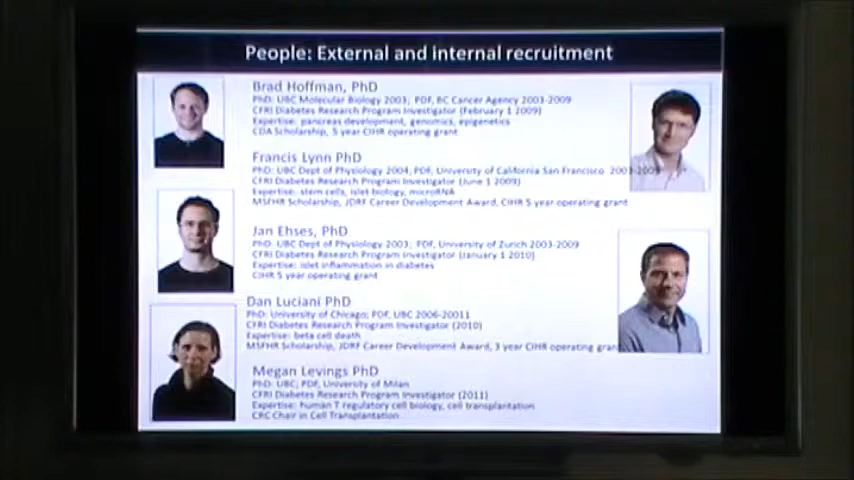 People: External and internal recruitment
Brad Hoffman, PhD
PhD: UBC Molecular Biology 2003; PDF, BC Cancer Agency 2003-2009
CFRI Diabetes Research Program Investigator (February 1 2009)
Expertise: pancreas development, genomics, epigenetics
CDA Scholarship, 5 year CIHR operating grant
Francis Lynn PhD
PhD: UBC Dept of Physiology 2004, PDF, University of California San Francisco 2003-2009
CFRI Diabetes Research Program Investigator (June 1 2009)
Expertise: stem cells, islet biology, microRNA
MSFHR Scholarship, JDRF Career Development Award, CIHR 5 year operating grant
Jan Ehses, PhD
PhD: UBC Dept of Physiology 2003; PDF, University of Zurich 2003-2009
CFRI Diabetes Research Program Investigator (January 1 2010)
Expertise: islet inflammation in diabetes
CIHR 5 year operating grant
Dan Luciani PhD
PhD: University of Chicago; PDF, UBC 2006-20011
CFRI Diabetes Research Program Investigator (2010)
Expertise: beta cell death
MSFHR Scholarship, JDRF Career Development Award, 3 year CIHR operating grant
Megan Levings PhD
PhD: UBC; PDF, University of Milan
CFRI Diabetes Research Program Investigator (2011)
Expertise: human T regulatory cell biology, cell transplantation
CRC Chair in Cell Transplantation